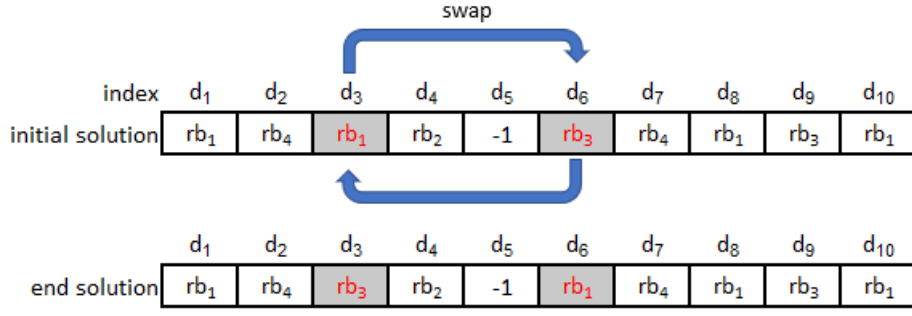 swap
index d₁ d₂ d₃ d₄ d₅ d₆ d₇ d₈ d₉ d₁₀
initial solution rb₁ rb₄ rb₁ rb₂ -1 rb₃ rb₄ rb₁ rb₃ rb₁
d₁ d₂ d₃ d₄ d₅ d₆ d₇ d₈ d₉ d₁₀
end solution rb₁ rb₄ rb₃ rb₂ -1 rb₁ rb₄ rb₁ rb₃ rb₁